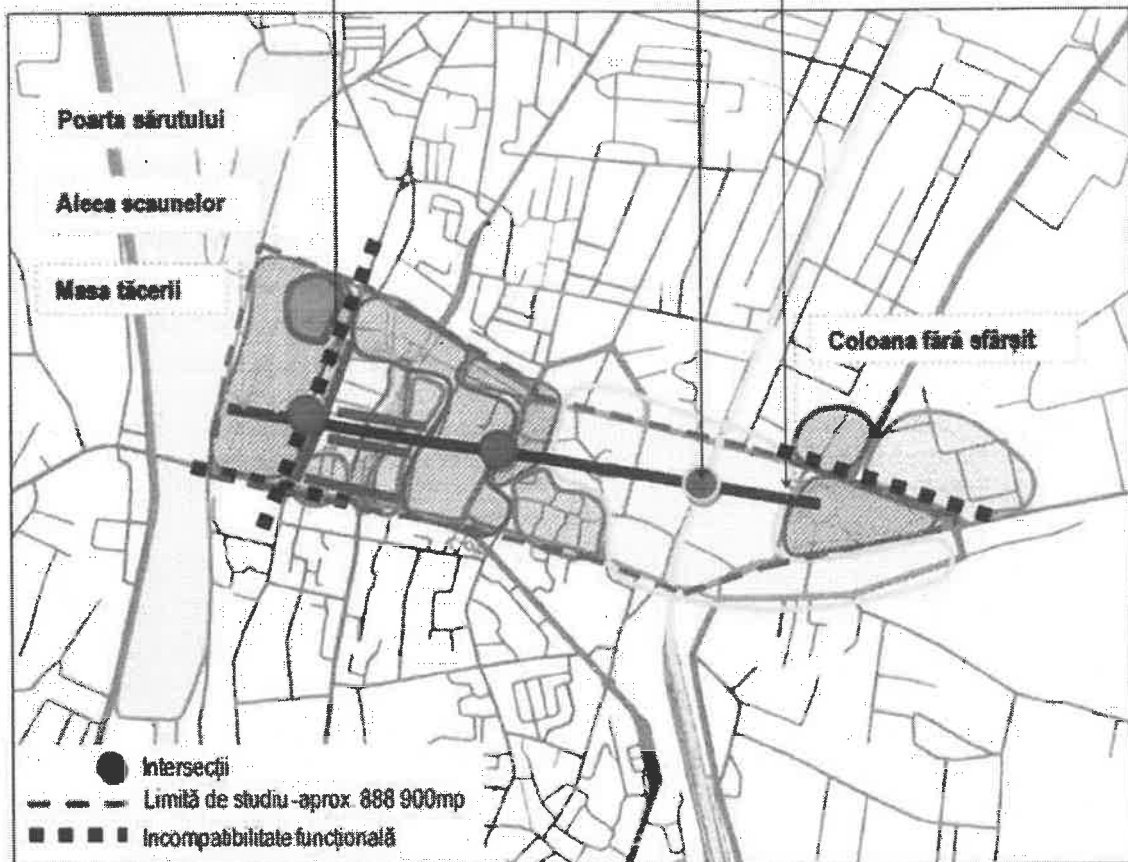 Poarta sărutului
Aleea scaunelor
Masa tăcerii
Coloana fără sfârșit
Intersecții
Limită de studiu -aprox. 888 900mp
Incompatibilitate funcțională